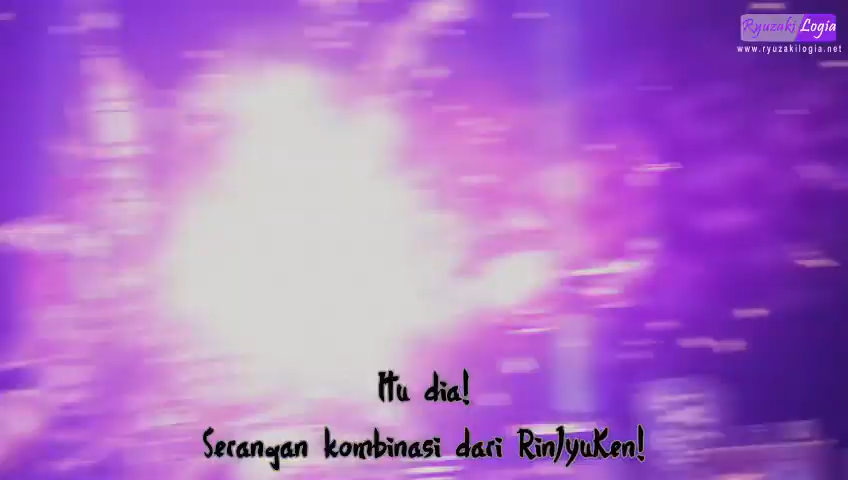 Ryuzaki Logia
www.ryuzakilogia.net
Itu dia!
Serangan kombinasi dari RinJyuKen!